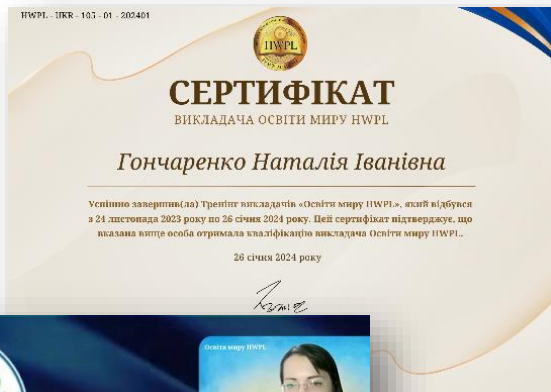 HWPL - UKR - 105 - 01 - 202401
HWPL
СЕРТИФІКАТ
ВИКЛАДАЧА ОСВІТИ МИРУ HWPL
Гончаренко Наталія Іванівна
Успішно завершив(ла) Тренінг викладачів «Освіти миру HWPL», який відбувся
з 24 листопада 2023 року по 26 січня 2024 року. Цей сертифікат підтверджує, що
вказана вище особа отримала кваліфікацію викладача Освіти миру HWPL.
26 січня 2024 року
Освіта миру HWPL